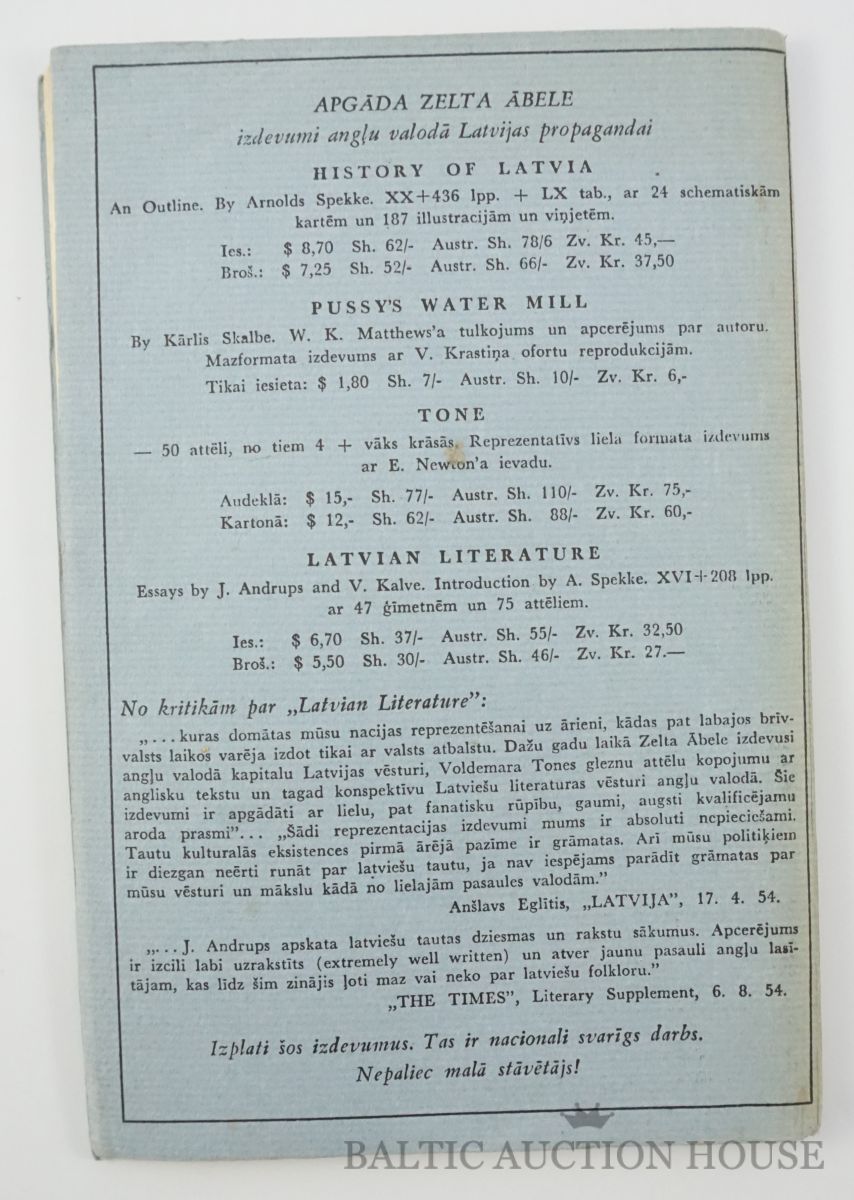 APGĀDA ZELTA ĀBELE
izdevumi angļu valodā Latvijas propagandai
HISTORY OF LATVIA
An Outline. By Arnolds Spekke. XX+436 lpp. + LX tab., ar 24 schematiskām
kartēm un 187 illustracijām un viņjetēm.
Ies.: $ 8,70 Sh. 62/- Austr. Sh. 78/6 Zv. Kr. 45,—
Broš.: $ 7,25 Sh. 52/- Austr. Sh. 66/- Zv. Kr. 37,50
PUSSY'S WATER MILL
By Kārlis Skalbe. W. K. Matthews'a tulkojums un apcerējums par autoru.
Mazformata izdevums ar V. Krastiņa ofortu reprodukcijām.
Tikai iesieta: $ 1,80 Sh. 7/- Austr. Sh. 10/- Zv. Kr. 6,-
TONE
— 50 attēli, no tiem 4 + vāks krāsās. Reprezentatīvs liela formata izdevums
ar E. Newton'a ievadu.
Audeklā: $ 15,- Sh. 77/- Austr. Sh. 110/- Zv. Kr. 75,-
Kartonā: $ 12,- Sh. 62/- Austr. Sh. 88/- Zv. Kr. 60,-
LATVIAN LITERATURE
Essays by J. Andrups and V. Kalve. Introduction by A. Spekke. XVI+208 lpp.
ar 47 ģīmetnēm un 75 attēliem.
Ies.: $ 6,70 Sh. 37/- Austr. Sh. 55/- Zv. Kr. 32,50
Broš.: $ 5,50 Sh. 30/- Austr. Sh. 46/- Zv. Kr. 27.—
No kritikām par „Latvian Literature":
„...kuras domātas mūsu nacijas reprezentēšanai uz ārieni, kādas pat labajos brīv-
valsts laikos varēja izdot tikai ar valsts atbalstu. Dažu gadu laikā Zelta Ābele izdevusi
angļu valodā kapitalu Latvijas vēsturi, Voldemara Tones gleznu attēlu kopojumu ar
anglisku tekstu un tagad konspektīvu Latviešu literaturas vēsturi angļu valodā. Šie
izdevumi ir apgādāti ar lielu, pat fanatisku rūpību, gaumi, augsti kvalificējamu
aroda prasmi"... „Šādi reprezentacijas izdevumi mums ir absoluti nepieciešami.
Tautu kulturalās eksistences pirmā ārējā pazīme ir grāmatas. Arī mūsu politiķiem
ir diezgan neērti runāt par latviešu tautu, ja nav iespējams parādīt grāmatas par
mūsu vēsturi un mākslu kādā no lielajām pasaules valodām."
Anšlavs Eglītis, „LATVIJA", 17. 4. 54.
„...J. Andrups apskata latviešu tautas dziesmas un rakstu sākumus. Apcerējums
ir izcili labi uzrakstīts (extremely well written) un atver jaunu pasauli angļu lasī-
tājam, kas līdz šim zinājis ļoti maz vai neko par latviešu folkloru."
„THE TIMES", Literary Supplement, 6. 8. 54.
Izplati šos izdevumus. Tas ir nacionali svarīgs darbs.
Nepaliec malā stāvētājs!
BALTIC AUCTION HOUSE